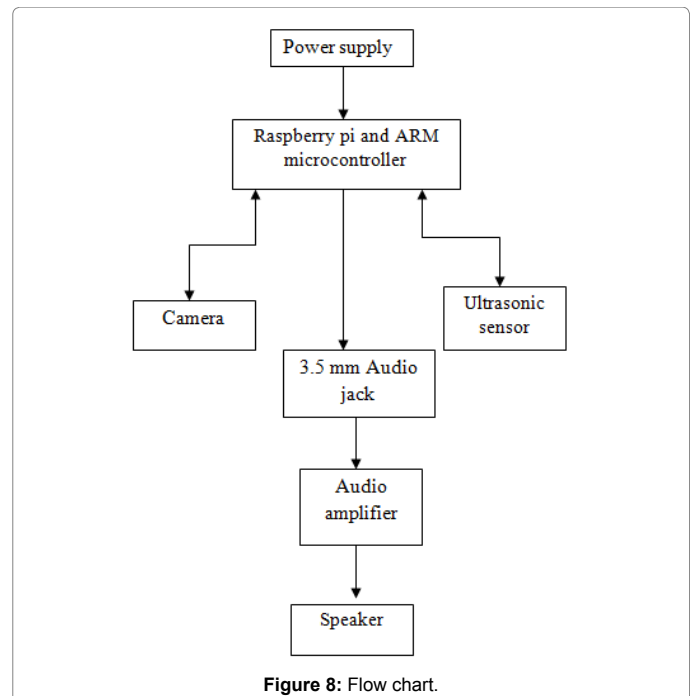 Power supply
Raspberry pi and ARM
microcontroller
Camera
Ultrasonic
sensor
3.5 mm Audio
jack
Audio
amplifier
Speaker
Figure 8: Flow chart.